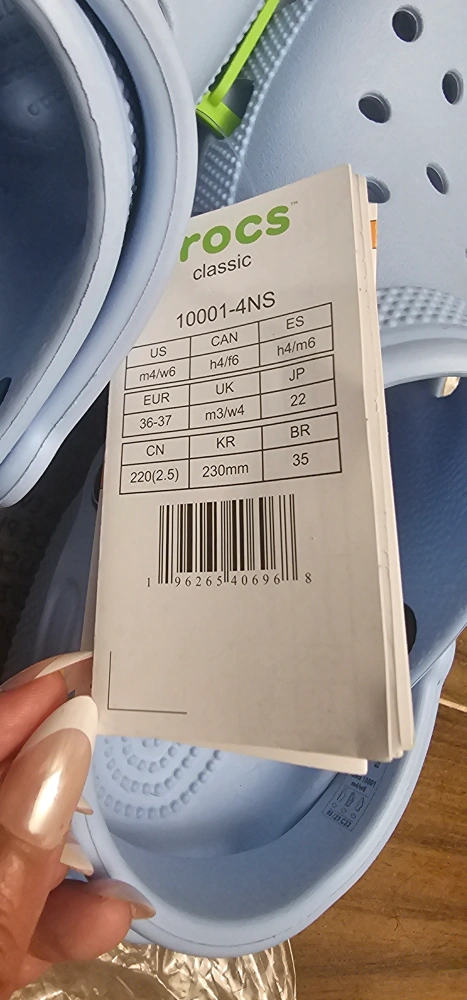 rocs™
classic
10001-4NS
US CAN ES
m4/w6 h4/f6 h4/m6
EUR UK JP
36-37 m3/w4 22
CN KR BR
220(2.5) 230mm 35
1 96265 40696 8